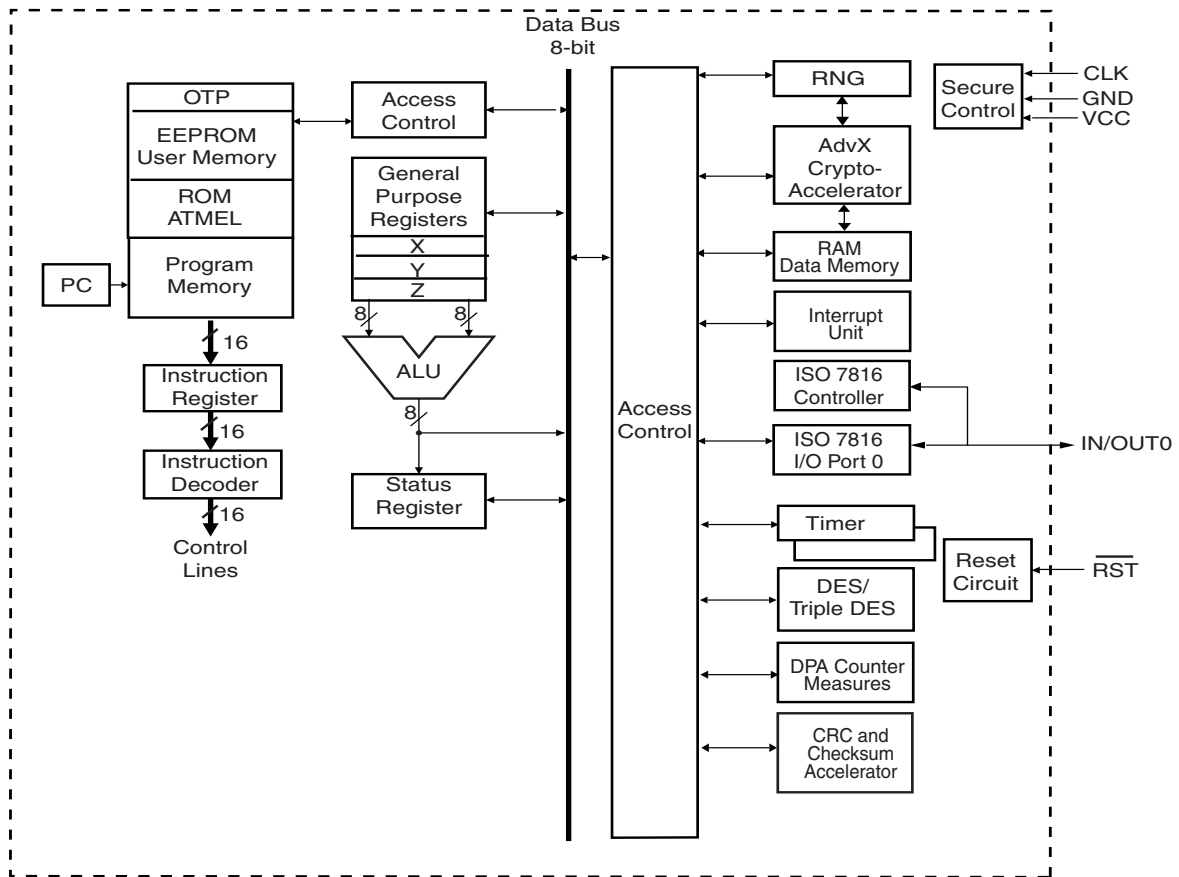 Data Bus
8-bit
OTP
EEPROM
User Memory
ROM
ATMEL
Program
Memory
PC
16
Instruction
Register
16
Instruction
Decoder
16
Control
Lines
Access
Control
General
Purpose
Registers
X
Y
Z
8
8
ALU
8
Status
Register
Access
Control
RNG
AdvX
Crypto-
Accelerator
RAM
Data Memory
Interrupt
Unit
ISO 7816
Controller
ISO 7816
I/O Port 0
Timer
DES/
Triple DES
DPA Counter
Measures
CRC and
Checksum
Accelerator
Secure
Control
CLK
GND
VCC
IN/OUT0
Reset
Circuit
RST